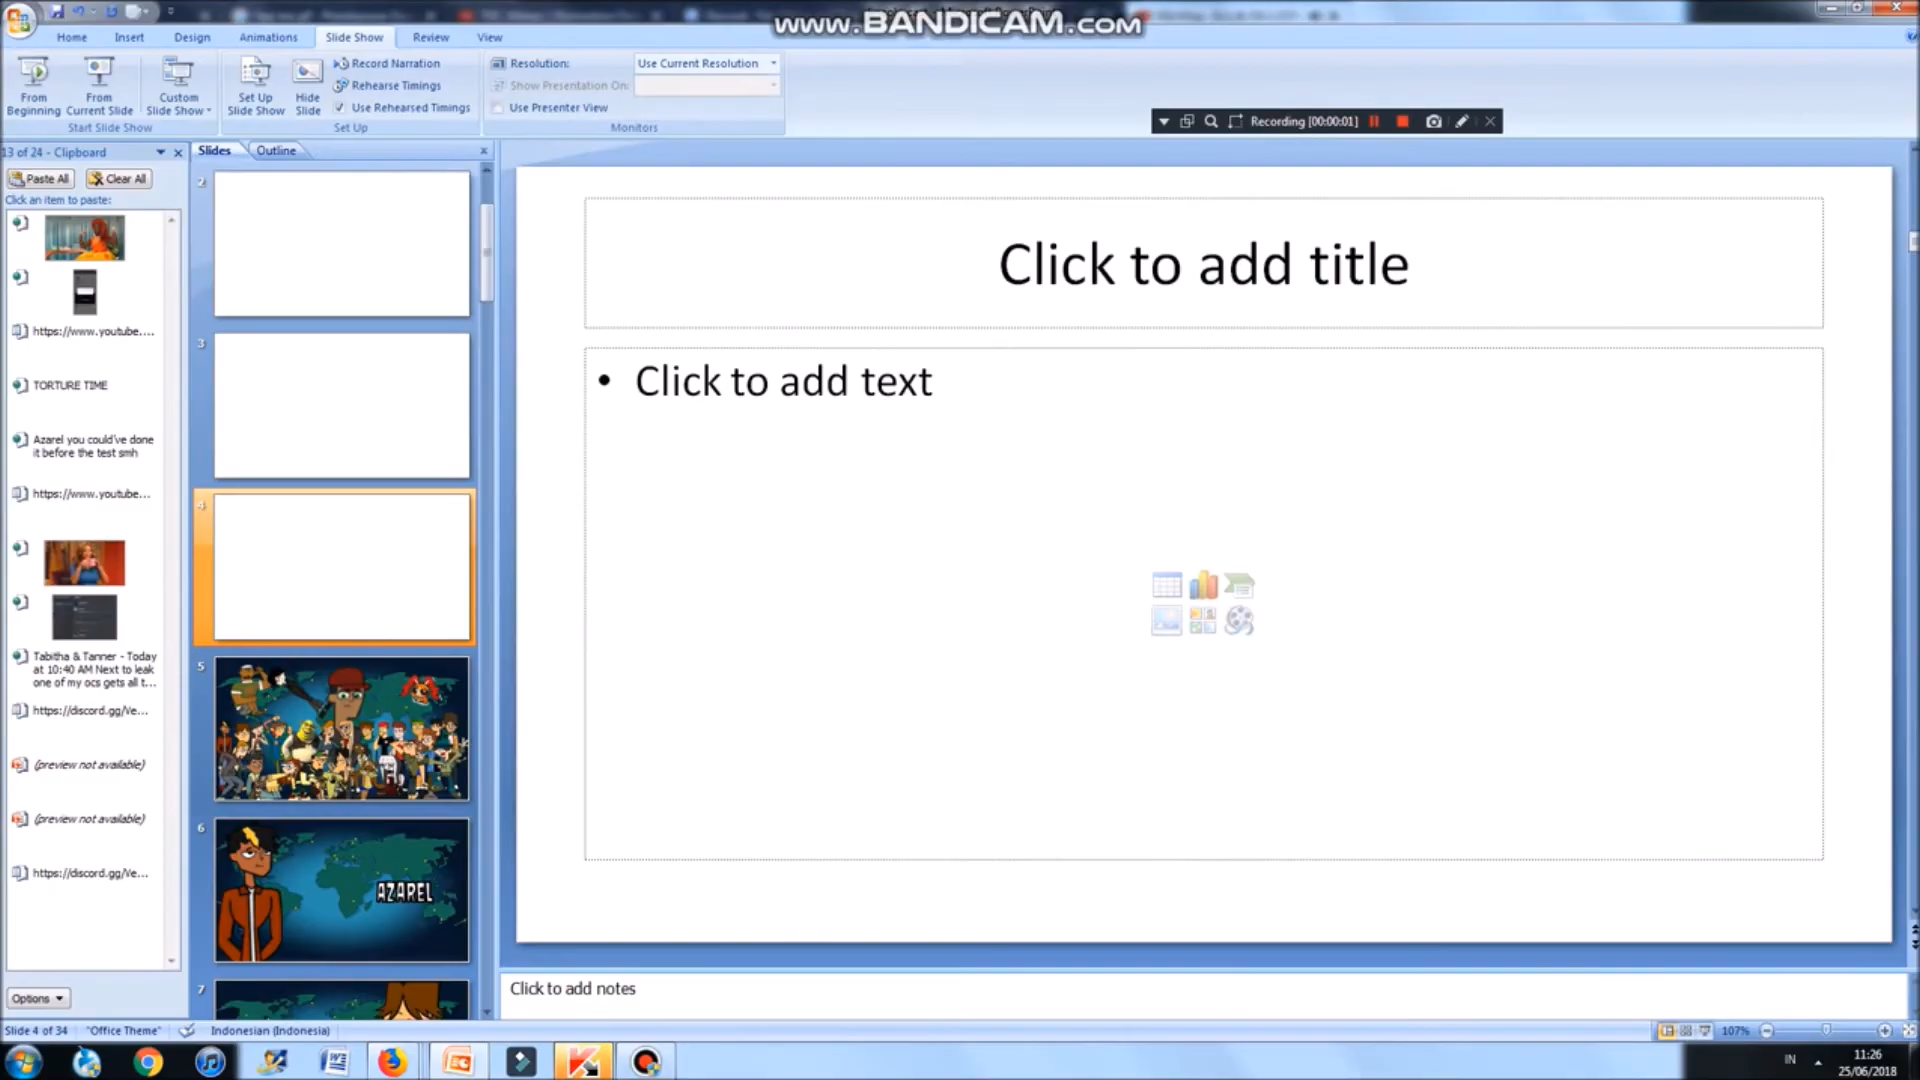 www.BANDICAM.com
Home Insert Design Animations Slide Show Review View
From Beginning
From Current Slide
Custom Slide Show
Start Slide Show
Set Up Slide Show
Hide Slide
Record Narration
Rehearse Timings
Use Rehearsed Timings
Set Up
Resolution: Use Current Resolution
Show Presentation On:
Use Presenter View
Monitors
Recording [00:00:01]
13 of 24 - Clipboard
Paste All Clear All
Click an item to paste:
https://www.youtube....
TORTURE TIME
Azarel you could've done
it before the test smh
https://www.youtube...
Tabitha & Tanner - Today
at 10:40 AM Next to leak
one of my ocs gets all t...
https://discord.gg/Ve...
(preview not available)
(preview not available)
https://discord.gg/Ve...
Options
Slides Outline
2
3
4
5
6
AZAREL
7
Click to add title
• Click to add text
Click to add notes
Slide 4 of 34 "Office Theme" Indonesian (Indonesia)
107%
IN
11:26
25/06/2018